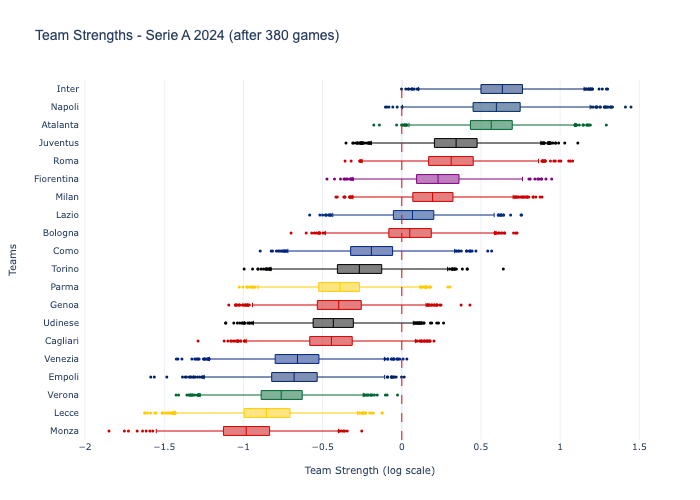 Team Strengths - Serie A 2024 (after 380 games)
Inter
Napoli
Atalanta
Juventus
Roma
Fiorentina
Milan
Lazio
Bologna
Como
Torino
Parma
Genoa
Udinese
Cagliari
Venezia
Empoli
Verona
Lecce
Monza
Teams
−2 −1.5 −1 −0.5 0 0.5 1 1.5
Team Strength (log scale)